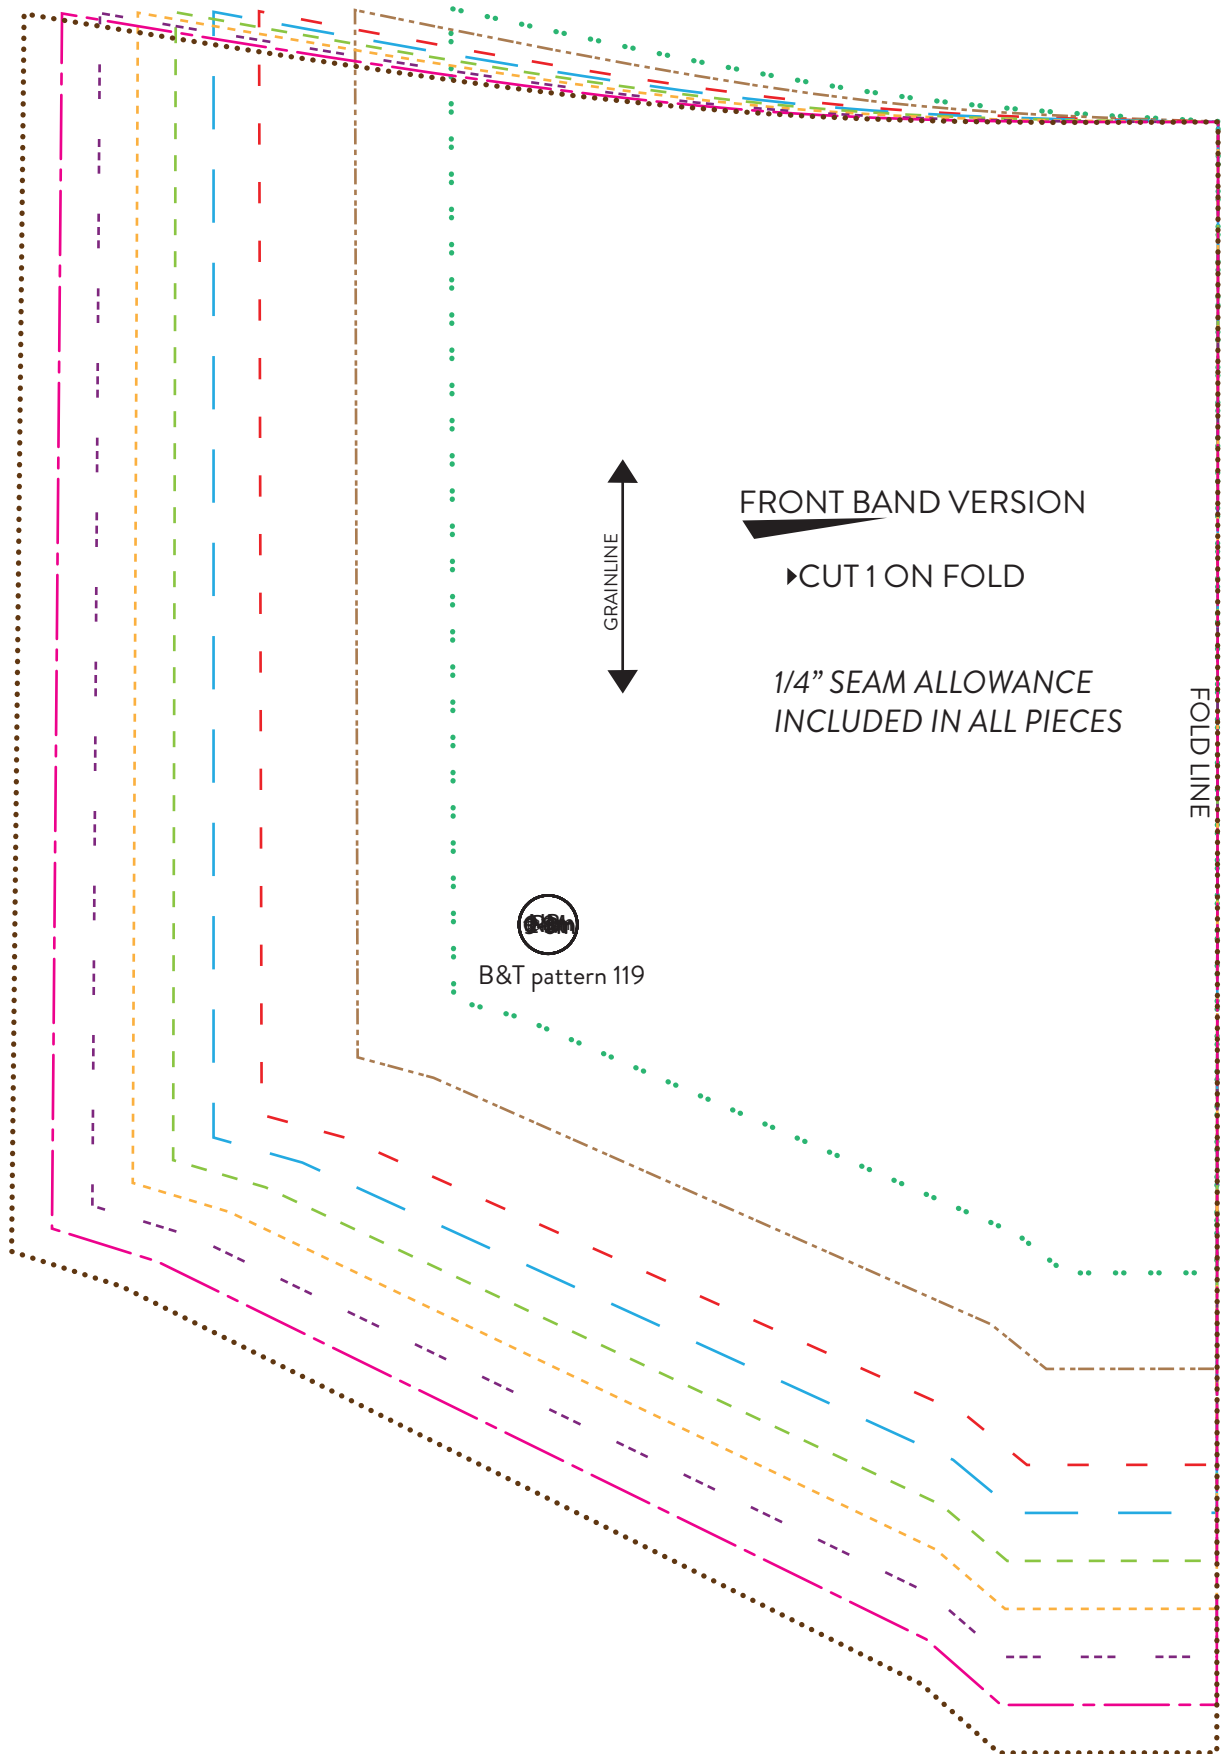 FRONT BAND VERSION
▸CUT 1 ON FOLD
GRAINLINE
1/4” SEAM ALLOWANCE
INCLUDED IN ALL PIECES
FOLD LINE
B&T pattern 119